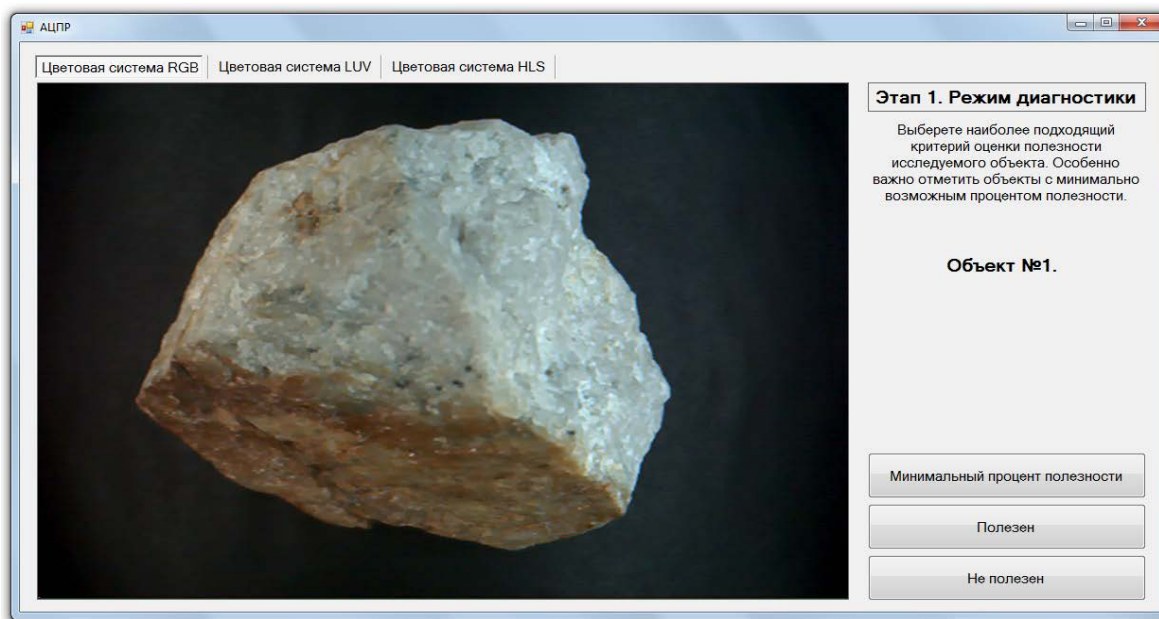 АЦПР
Цветовая система RGB
Цветовая система LUV
Цветовая система HLS
Этап 1. Режим диагностики
Выберете наиболее подходящий
критерий оценки полезности
исследуемого объекта. Особенно
важно отметить объекты с минимально
возможным процентом полезности.
Объект №1.
Минимальный процент полезности
Полезен
Не полезен